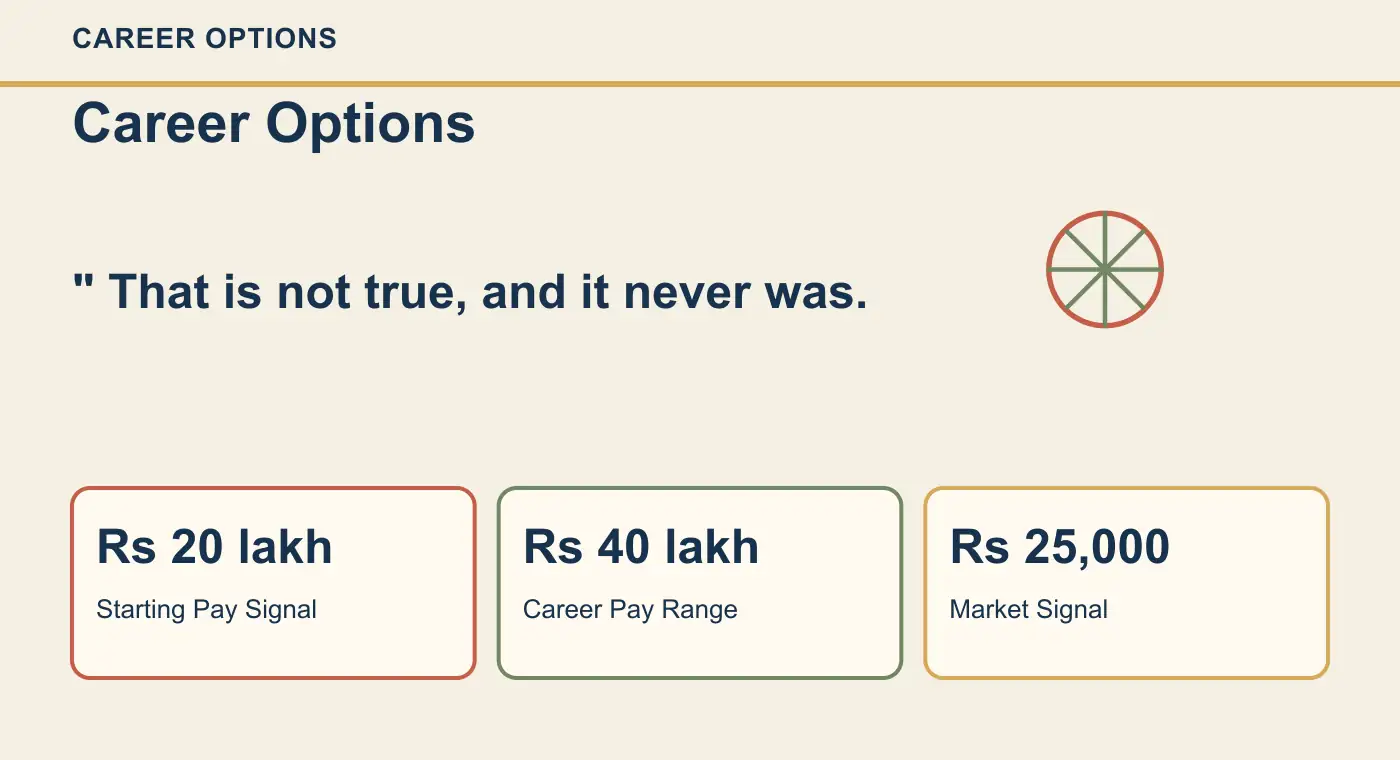 CAREER OPTIONS
Career Options
" That is not true, and it never was.
Rs 20 lakh
Starting Pay Signal
Rs 40 lakh
Career Pay Range
Rs 25,000
Market Signal